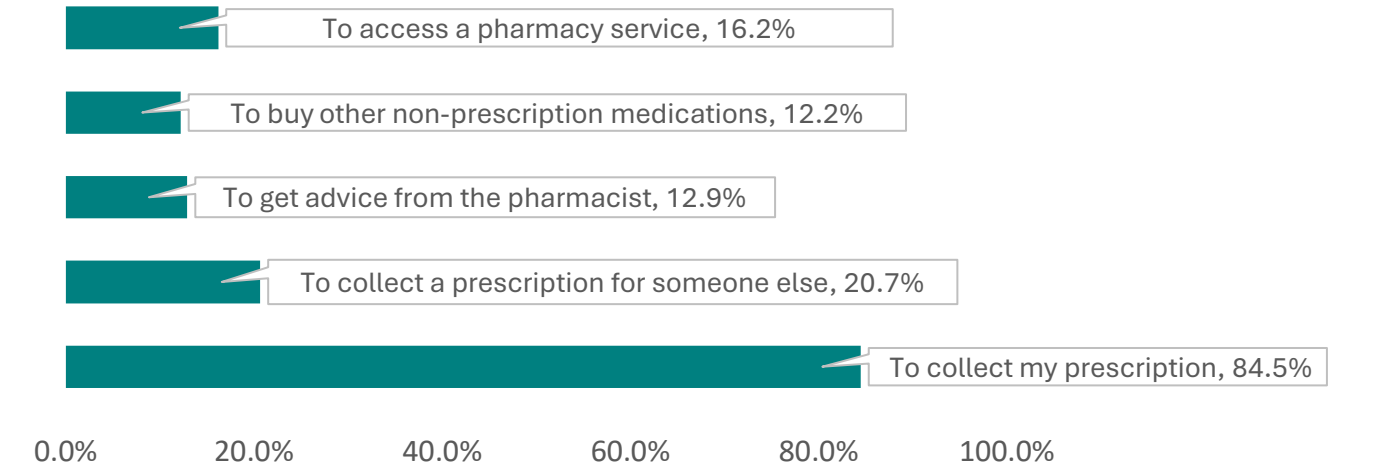 To access a pharmacy service, 16.2%
To buy other non-prescription medications, 12.2%
To get advice from the pharmacist, 12.9%
To collect a prescription for someone else, 20.7%
To collect my prescription, 84.5%
0.0% 20.0% 40.0% 60.0% 80.0% 100.0%